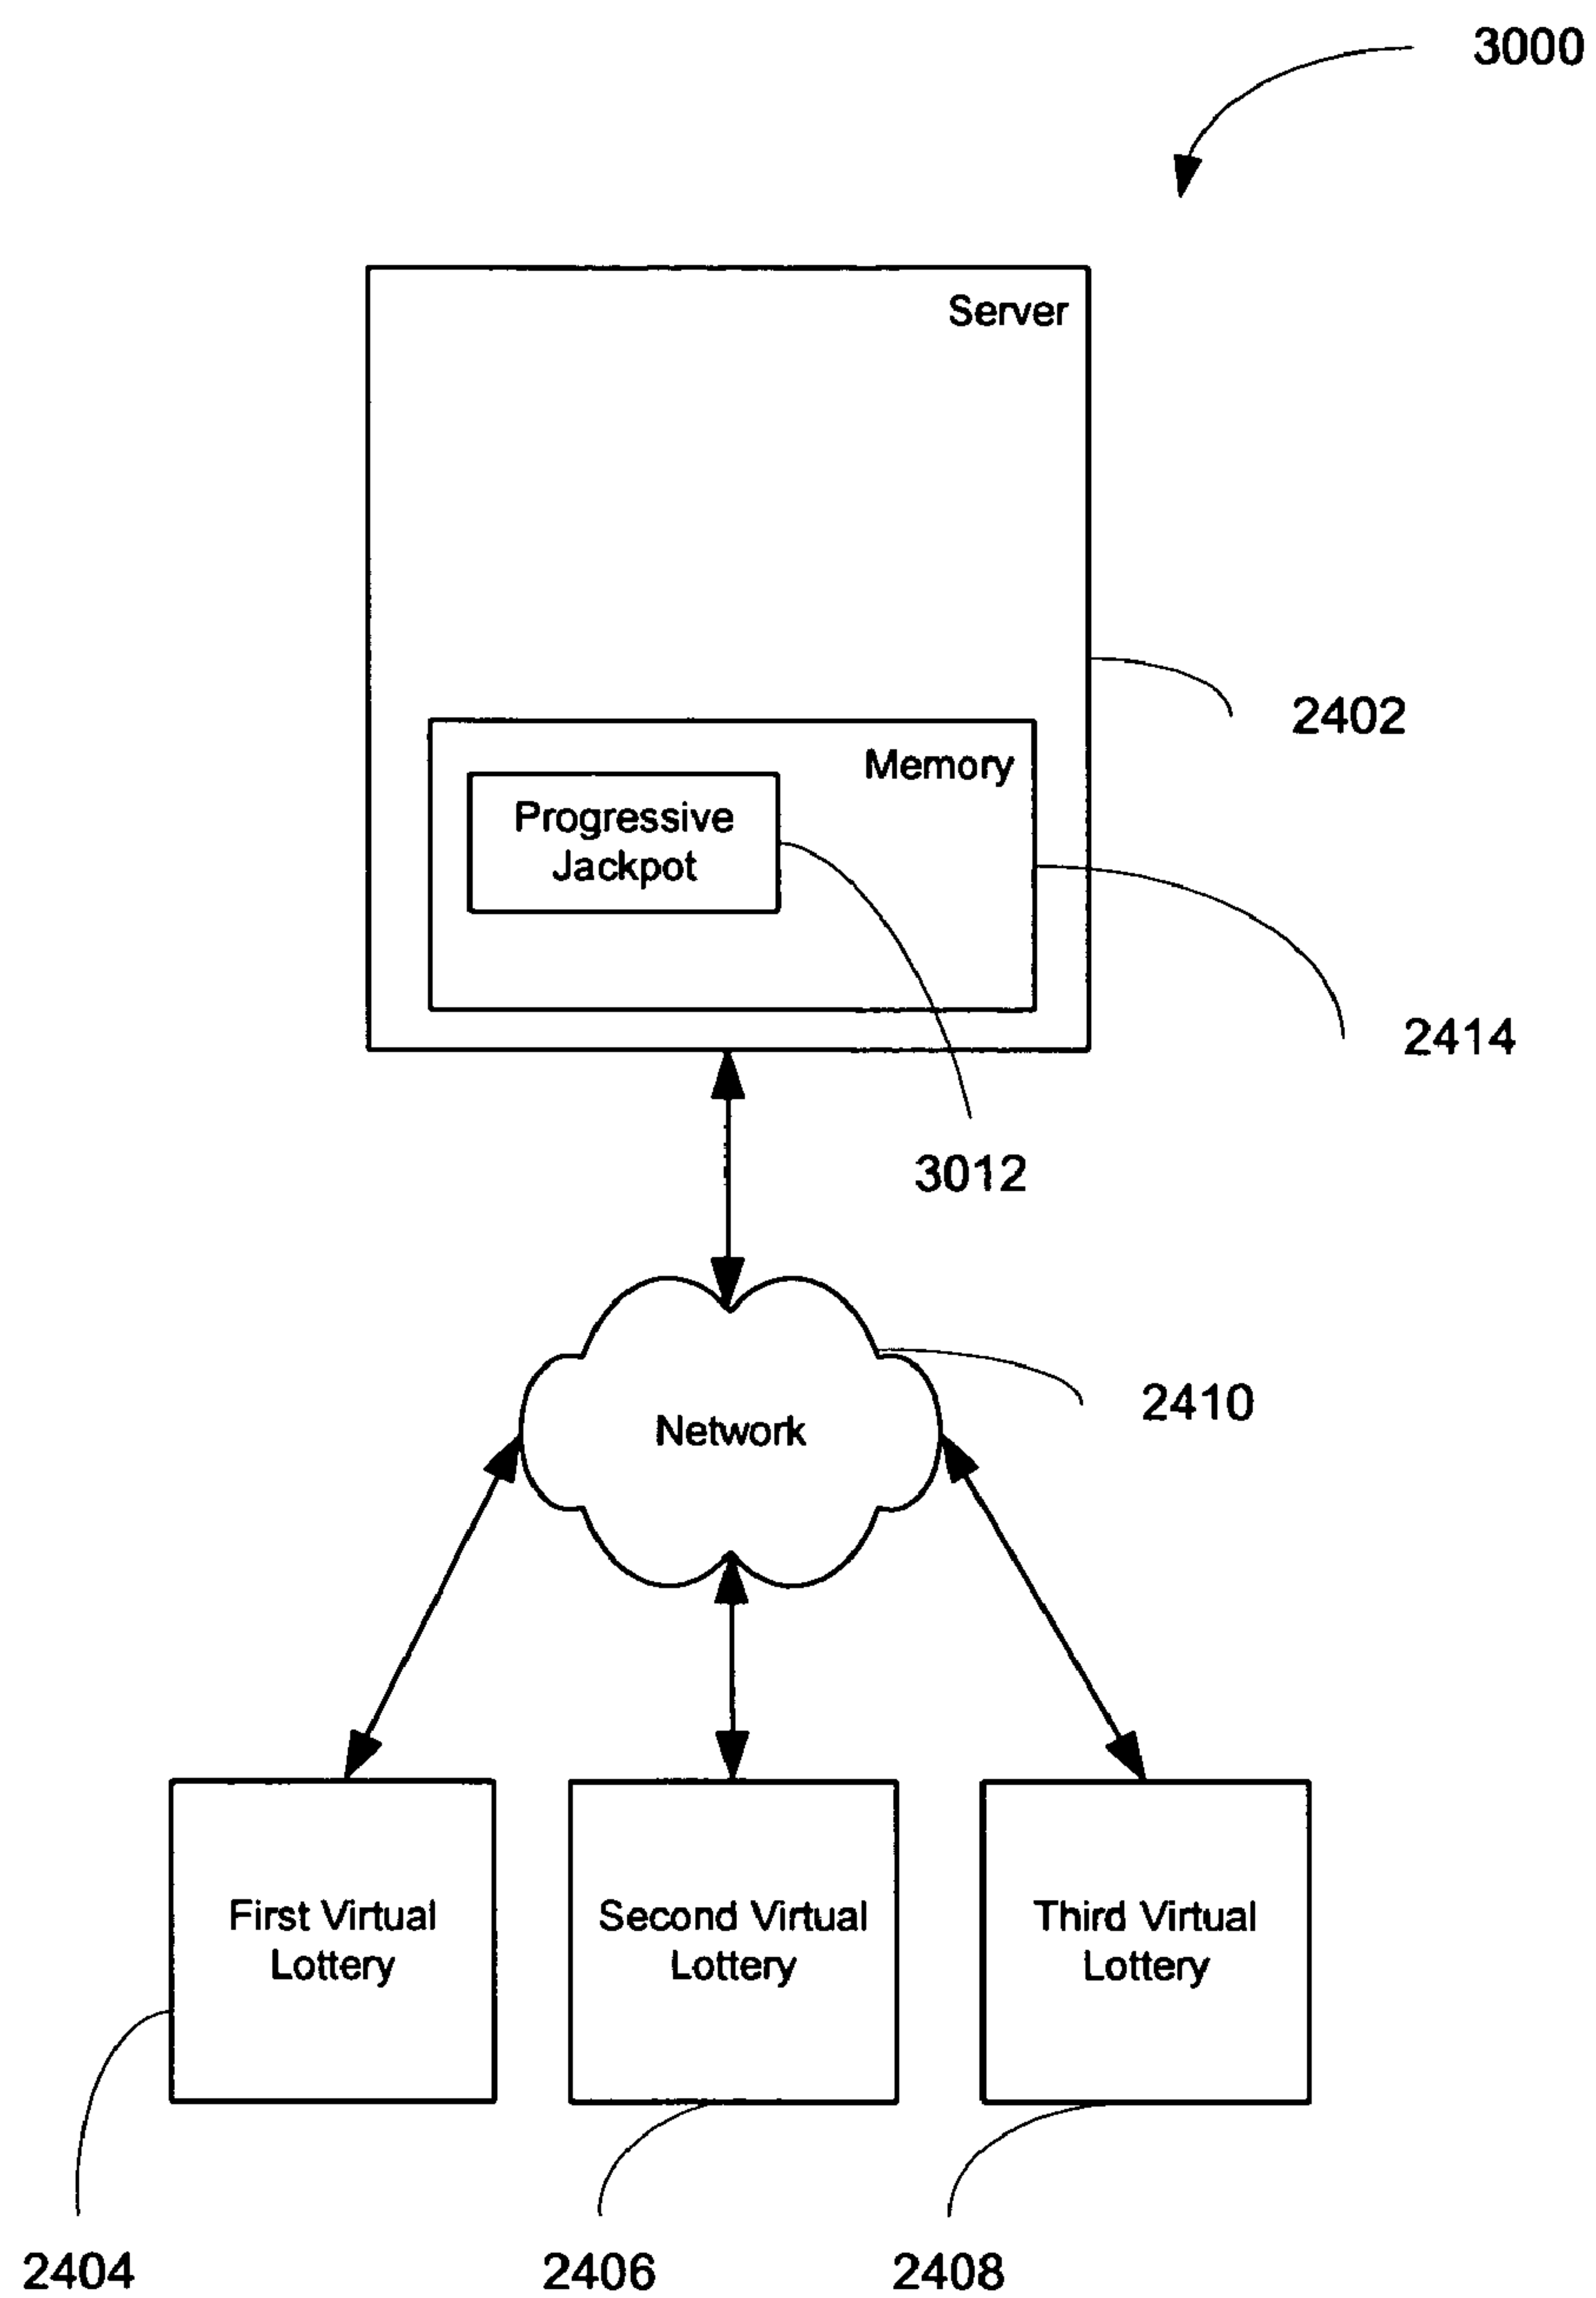 3000
Server
2402
Memory
Progressive
Jackpot
2414
3012
2410
Network
First Virtual
Lottery
Second Virtual
Lottery
Third Virtual
Lottery
2404
2406
2408